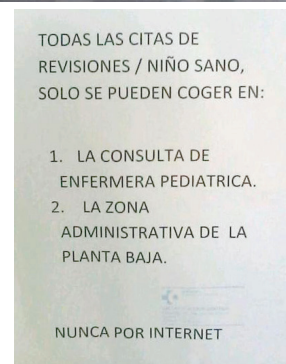 TODAS LAS CITAS DE
REVISIONES / NIÑO SANO,
SOLO SE PUEDEN COGER EN:
1. LA CONSULTA DE
ENFERMERA PEDIATRICA.
2. LA ZONA
ADMINISTRATIVA DE LA
PLANTA BAJA.
NUNCA POR INTERNET